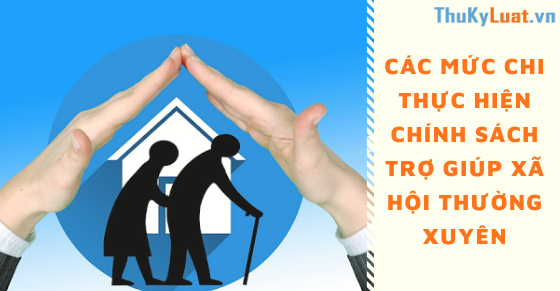 ThuKyLuat.vn
CÁC MỨC CHI
THỰC HIỆN
CHÍNH SÁCH
TRỢ GIÚP XÃ
HỘI THƯỜNG
XUYÊN